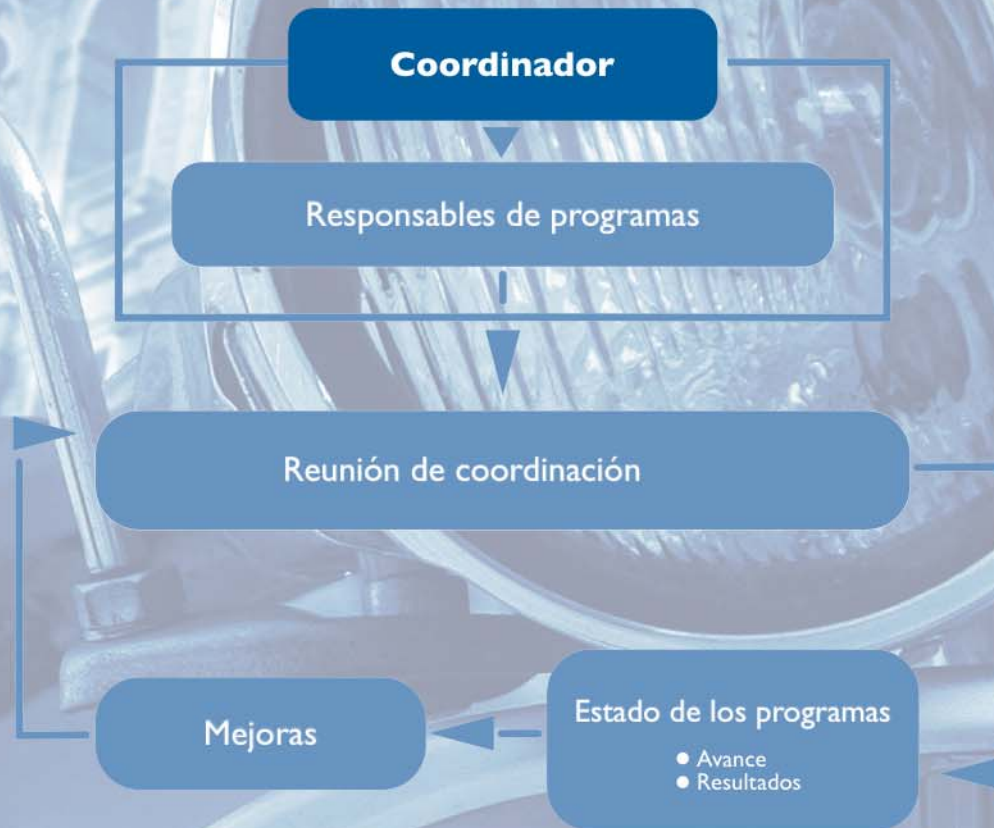 Coordinador
Responsables de programas
Reunión de coordinación
Mejoras
Estado de los programas
● Avance
● Resultados